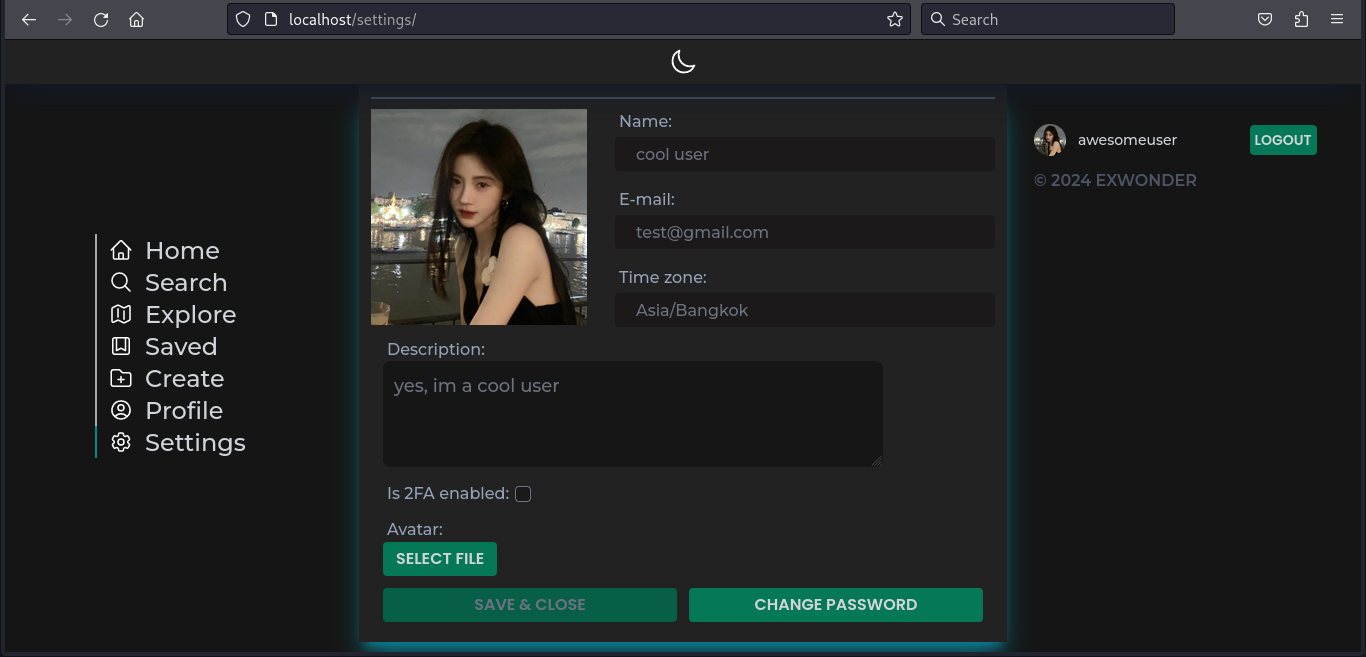 localhost/settings/
Search
Home
Search
Explore
Saved
Create
Profile
Settings
Name:
cool user
E-mail:
test@gmail.com
Time zone:
Asia/Bangkok
Description:
yes, im a cool user
Is 2FA enabled:
Avatar:
SELECT FILE
SAVE & CLOSE
CHANGE PASSWORD
awesomeuser
LOGOUT
© 2024 EXWONDER